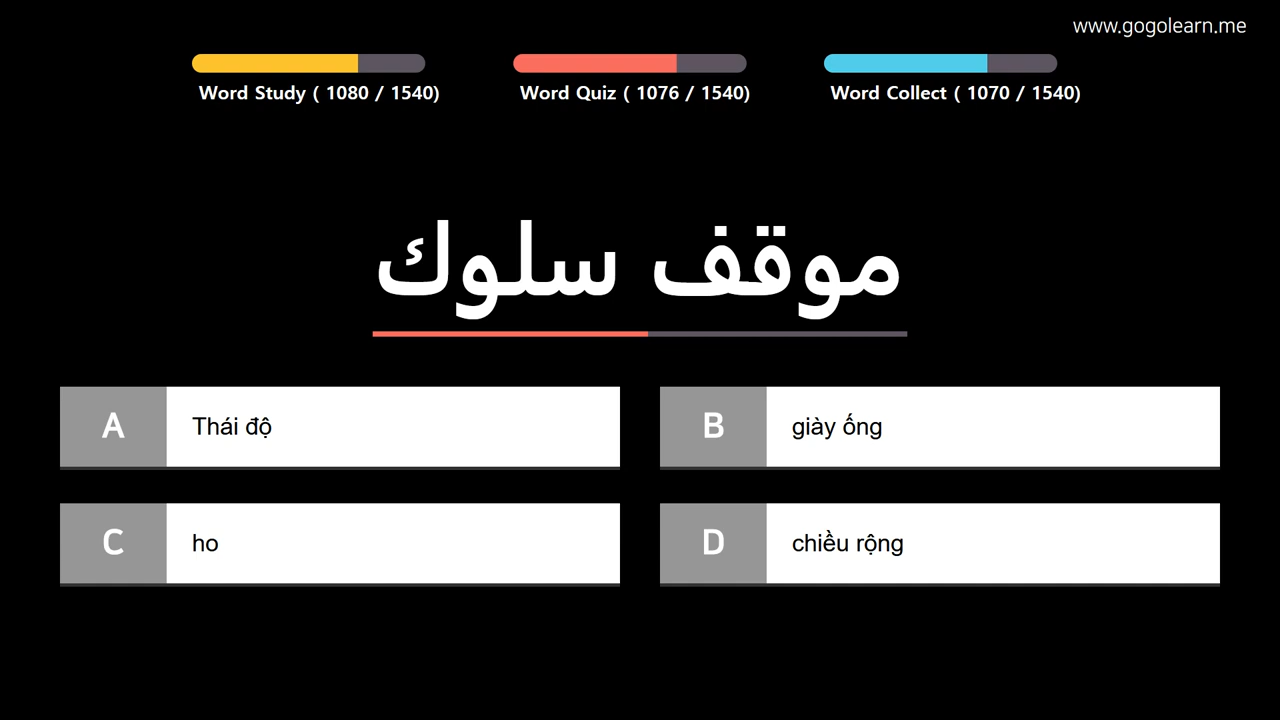 www.gogolearn.me
Word Study ( 1080 / 1540)
Word Quiz ( 1076 / 1540)
Word Collect ( 1070 / 1540)
موقف سلوك
A Thái độ
B giày ống
C ho
D chiều rộng